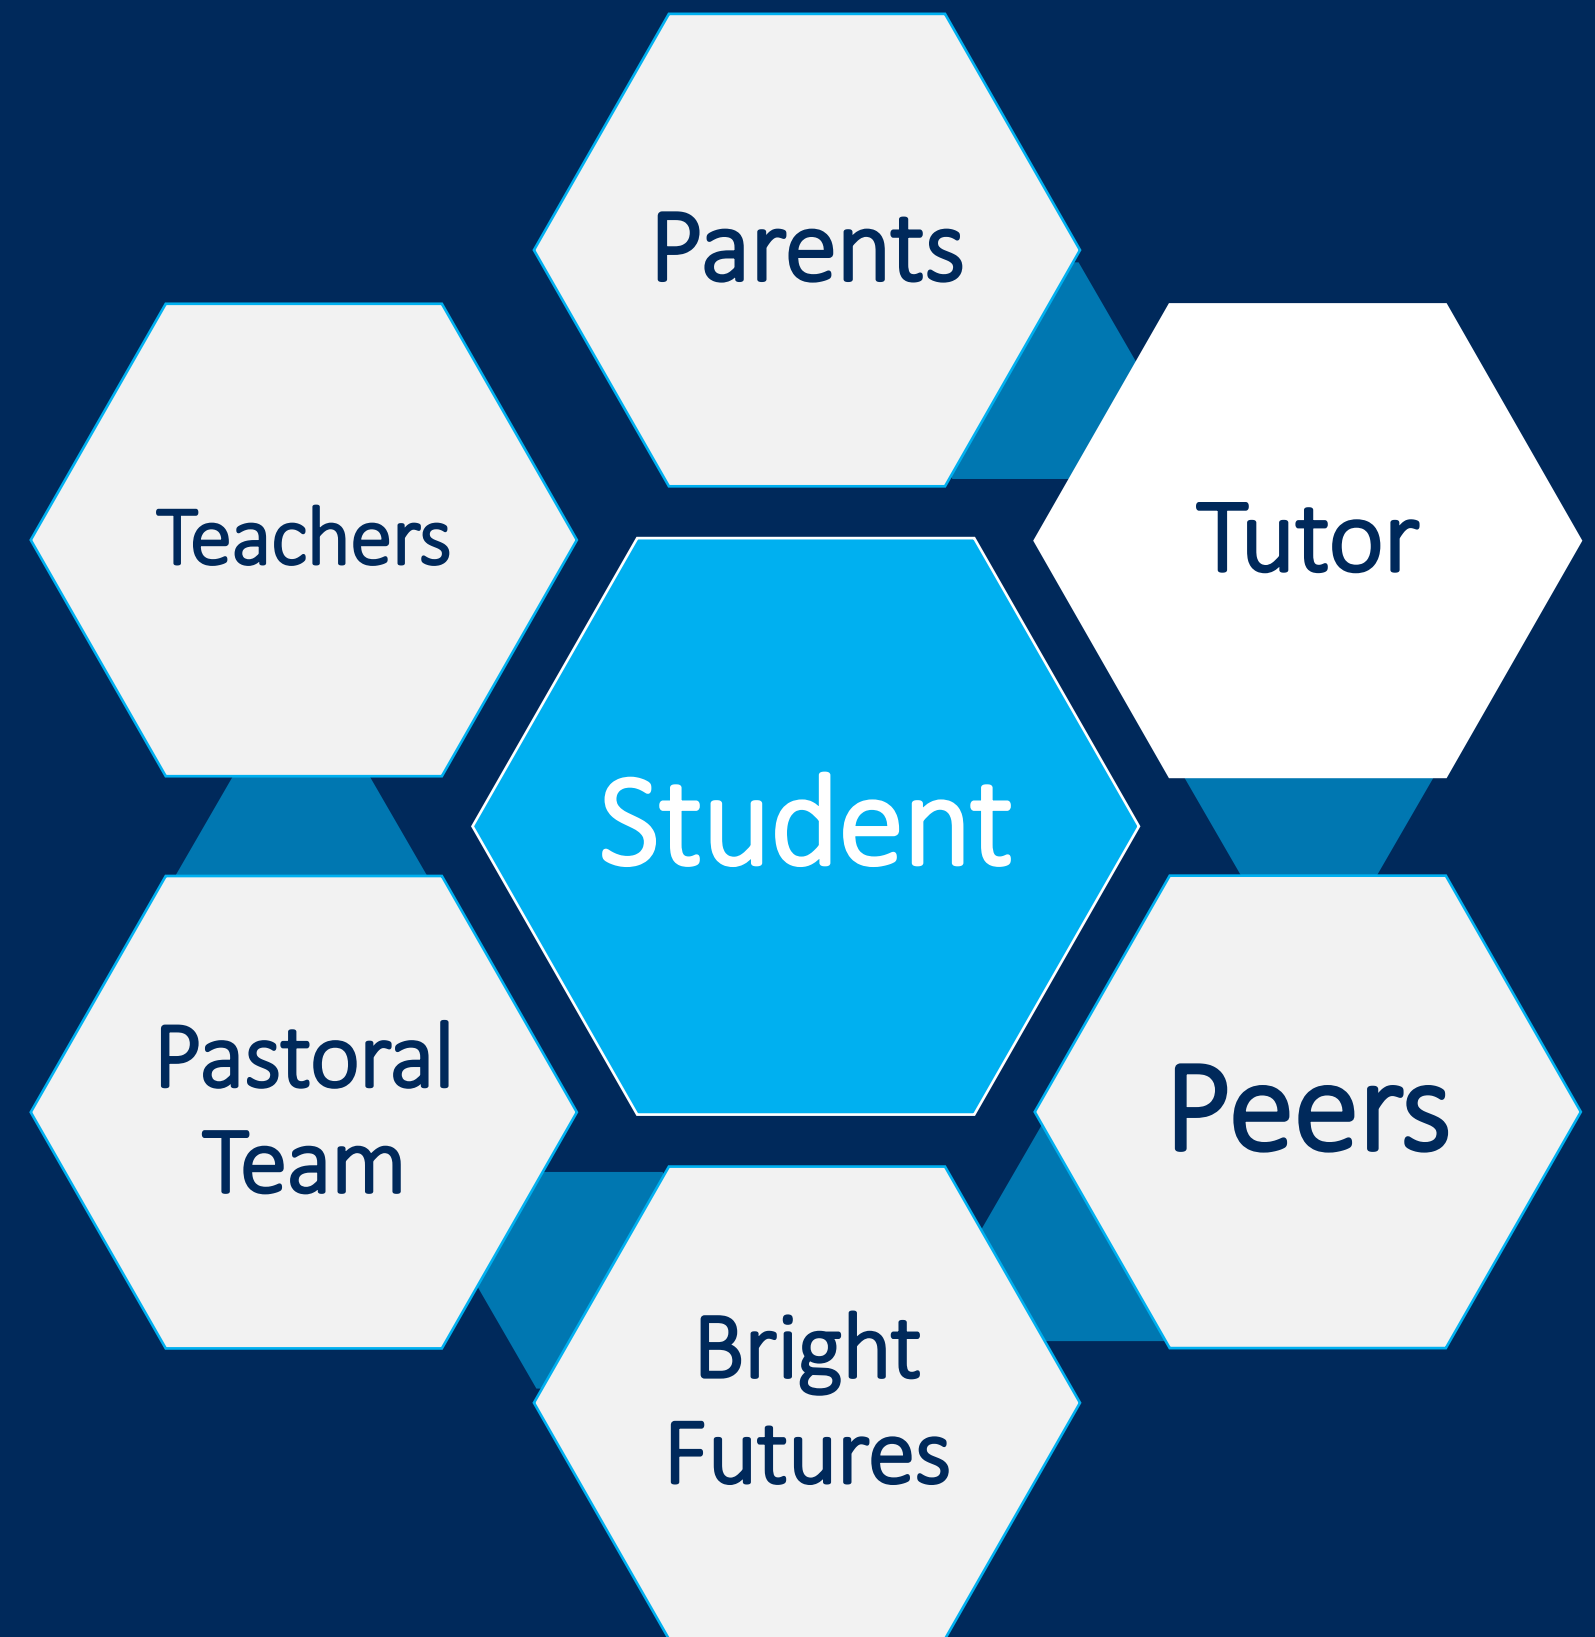 Parents
Teachers
Tutor
Student
Pastoral
Team
Peers
Bright
Futures